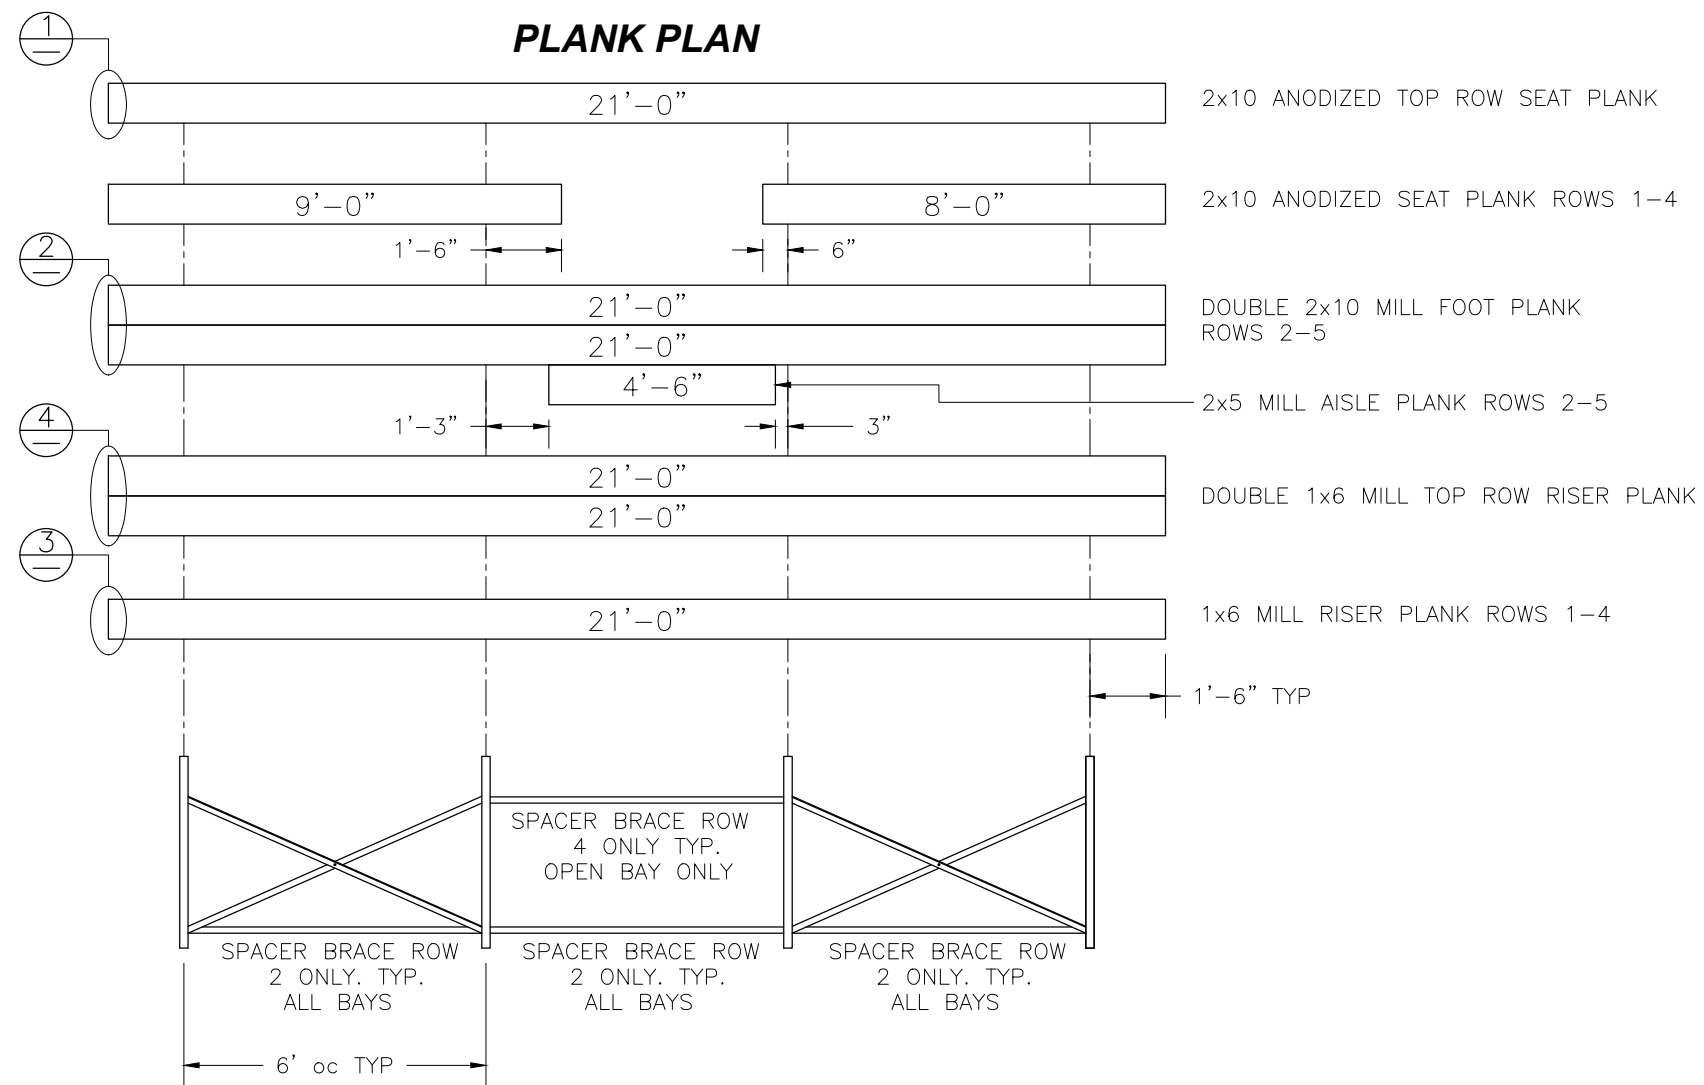 1
PLANK PLAN
21'-0"
2x10 ANODIZED TOP ROW SEAT PLANK
9'-0"
8'-0"
2x10 ANODIZED SEAT PLANK ROWS 1-4
1'-6"
6"
2
21'-0"
DOUBLE 2x10 MILL FOOT PLANK
ROWS 2-5
21'-0"
4'-6"
2x5 MILL AISLE PLANK ROWS 2-5
4
1'-3"
3"
21'-0"
DOUBLE 1x6 MILL TOP ROW RISER PLANK
21'-0"
3
21'-0"
1x6 MILL RISER PLANK ROWS 1-4
1'-6" TYP
SPACER BRACE ROW
4 ONLY TYP.
OPEN BAY ONLY
SPACER BRACE ROW
2 ONLY. TYP.
ALL BAYS
SPACER BRACE ROW
2 ONLY. TYP.
ALL BAYS
SPACER BRACE ROW
2 ONLY. TYP.
ALL BAYS
6' oc TYP